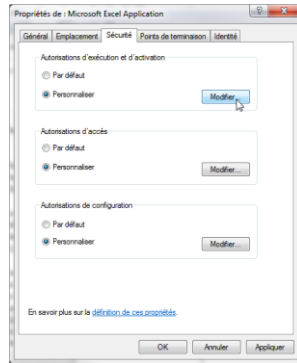 Propriétés de : Microsoft Excel Application
Général Emplacement Sécurité Points de terminaison Identité
Autorisations d'exécution et d'activation
Par défaut
Personnaliser Modifier...
Autorisations d'accès
Par défaut
Personnaliser Modifier...
Autorisations de configuration
Par défaut
Personnaliser Modifier...
En savoir plus sur la définition de ces propriétés.
OK Annuler Appliquer